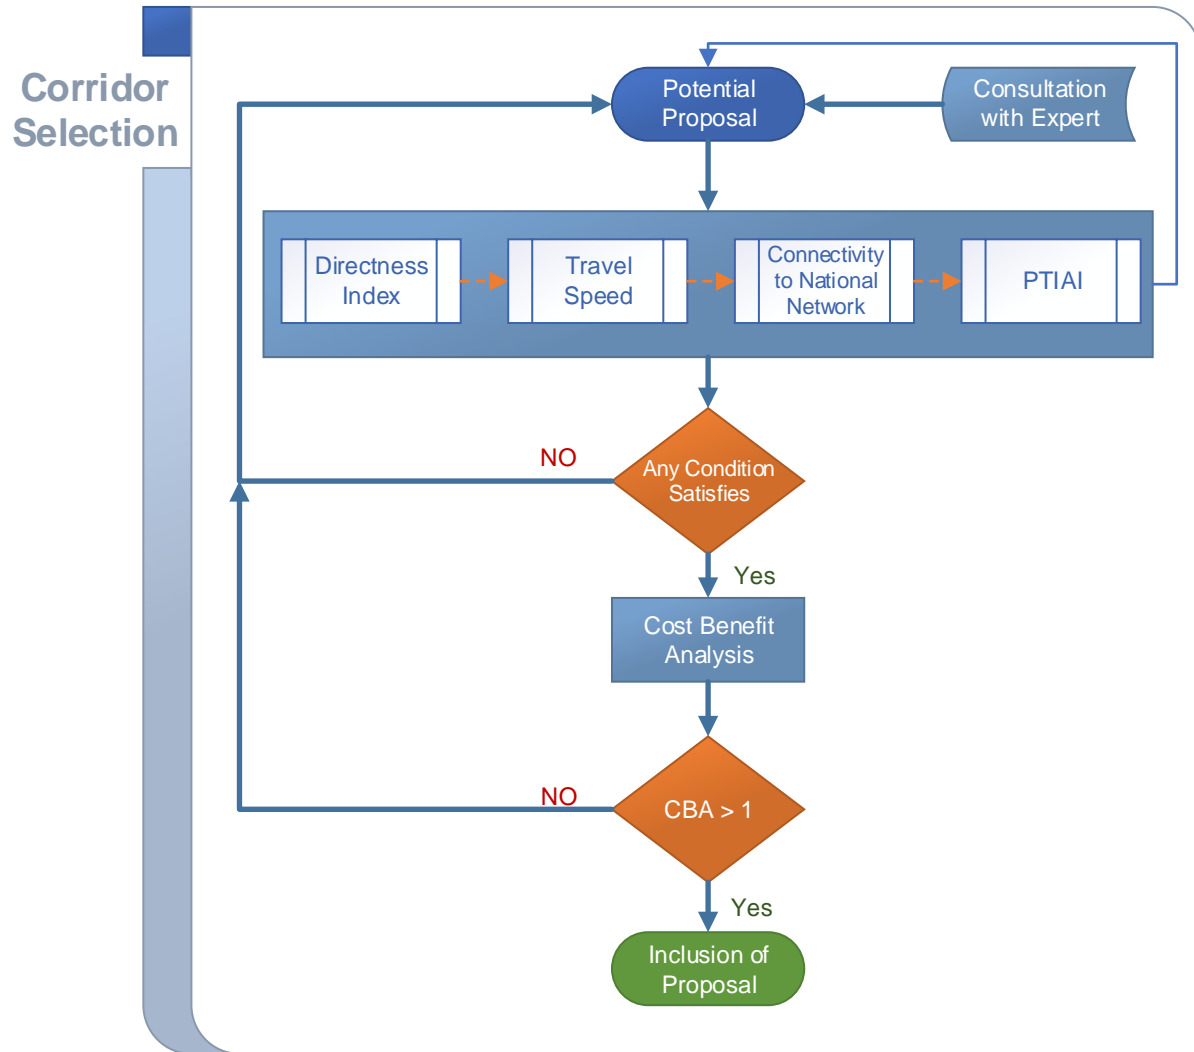 Corridor
Selection
Potential
Proposal
Consultation
with Expert
Directness
Index
Travel
Speed
Connectivity
to National
Network
PTIAI
Any Condition
Satisfies
NO
Yes
Cost Benefit
Analysis
CBA > 1
NO
Yes
Inclusion of
Proposal